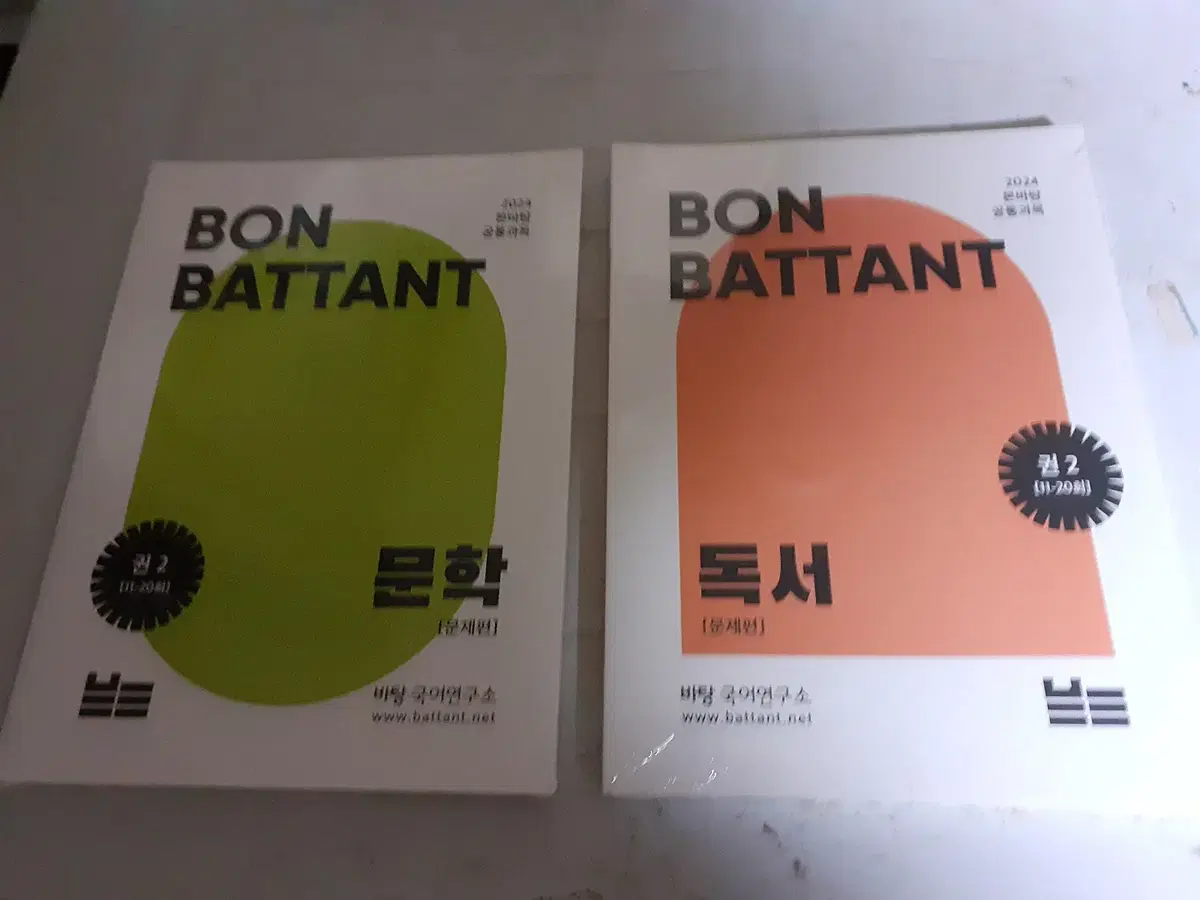 BON
BATTANT
2024
본바탕
공통과목
권 2
[11-20회]
문학
[문제편]
바탕 국어연구소
www.battant.net
BON
BATTANT
2024
본바탕
공통과목
권 2
[11-20회]
독서
[문제편]
바탕 국어연구소
www.battant.net